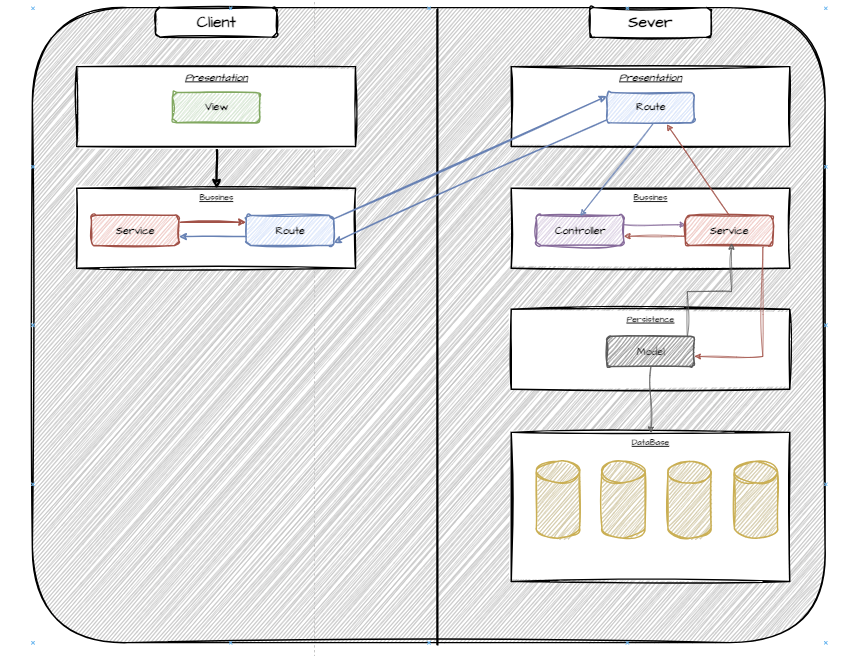 Client
Sever
Presentation
View
Presentation
Route
Bussines
Service
Route
Bussines
Controller
Service
Persistence
Model
DataBase